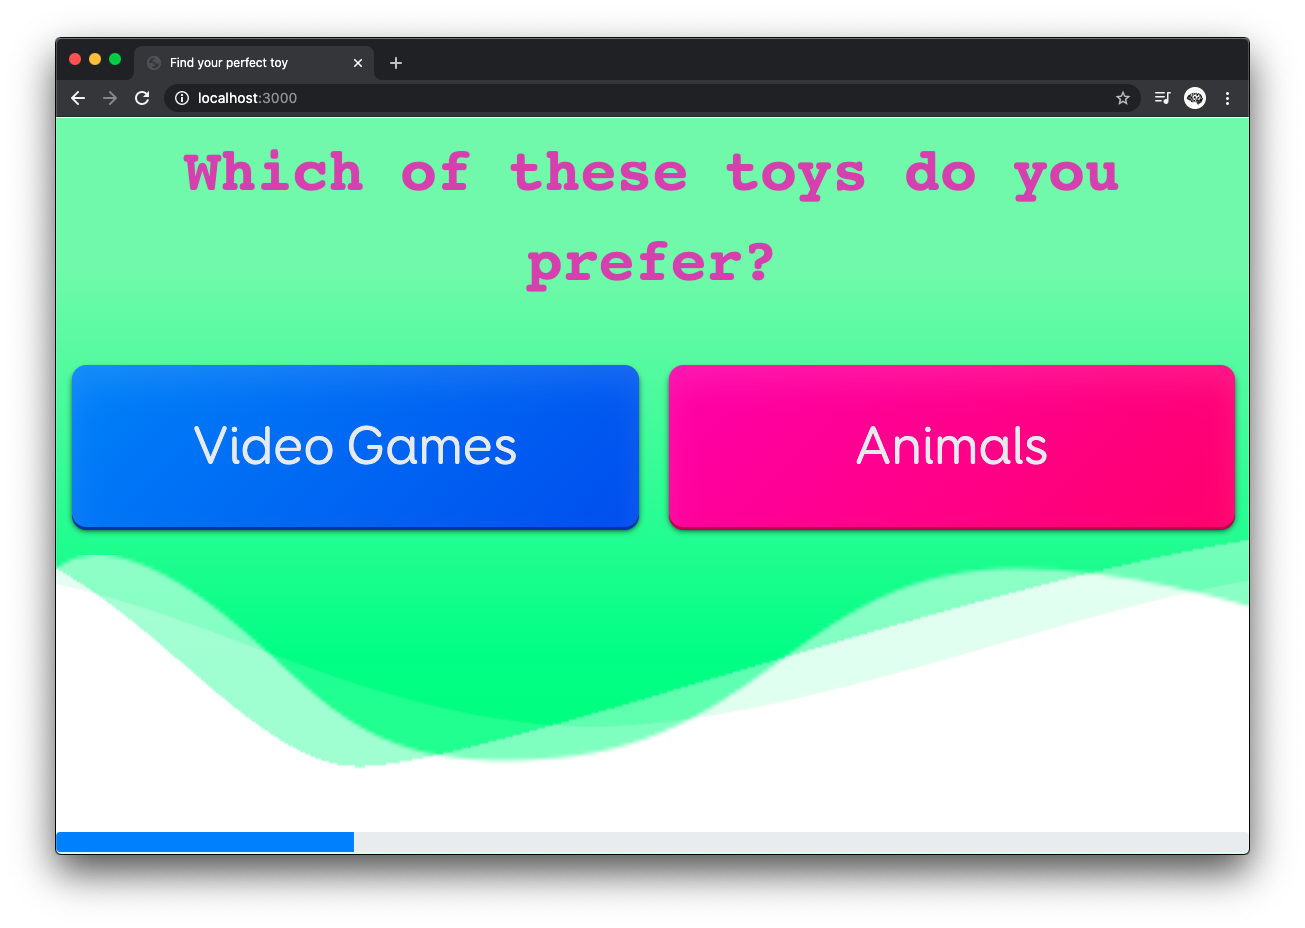 Find your perfect toy
localhost:3000
Which of these toys do you
prefer?
Video Games
Animals